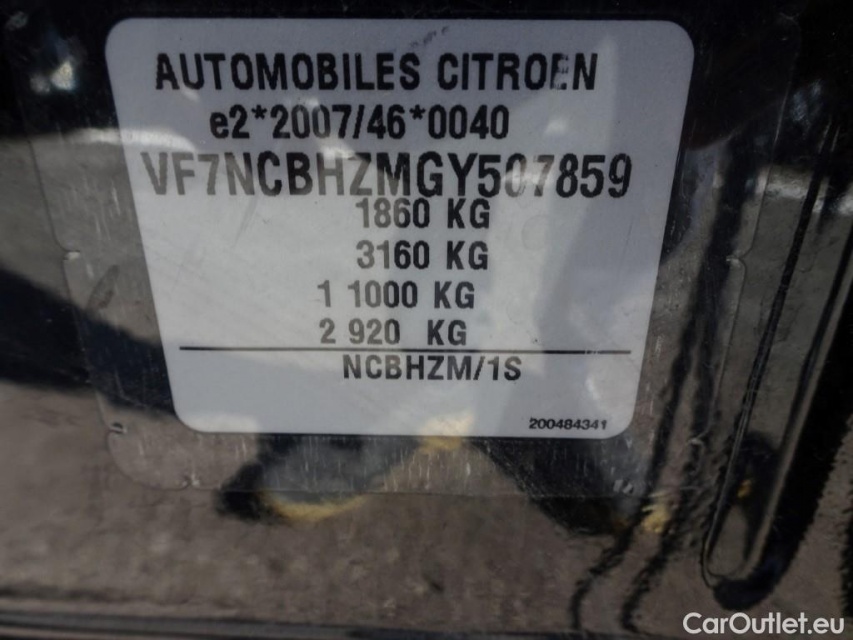 AUTOMOBILES CITROEN
e2*2007/46*0040
VF7NCBHZMGY507859
1860 KG
3160 KG
1 1000 KG
2 920 KG
NCBHZM/1S
200484341
CarOutlet.eu